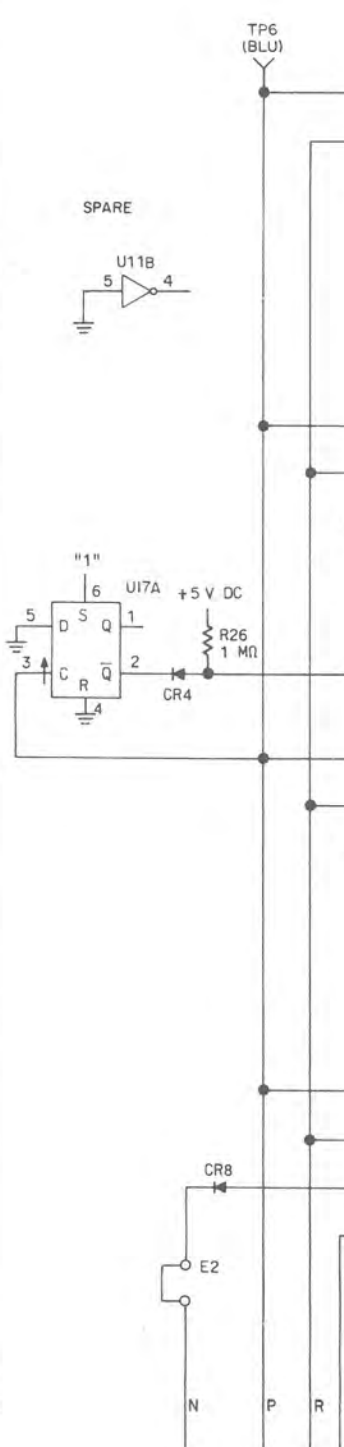 TP6
(BLU)
SPARE
U11B
5 4
"1"
6 U17A +5 V DC
5 D S Q 1
R26
1 MΩ
3 C R Q̅ 2
4
CR4
CR8
E2
N P R